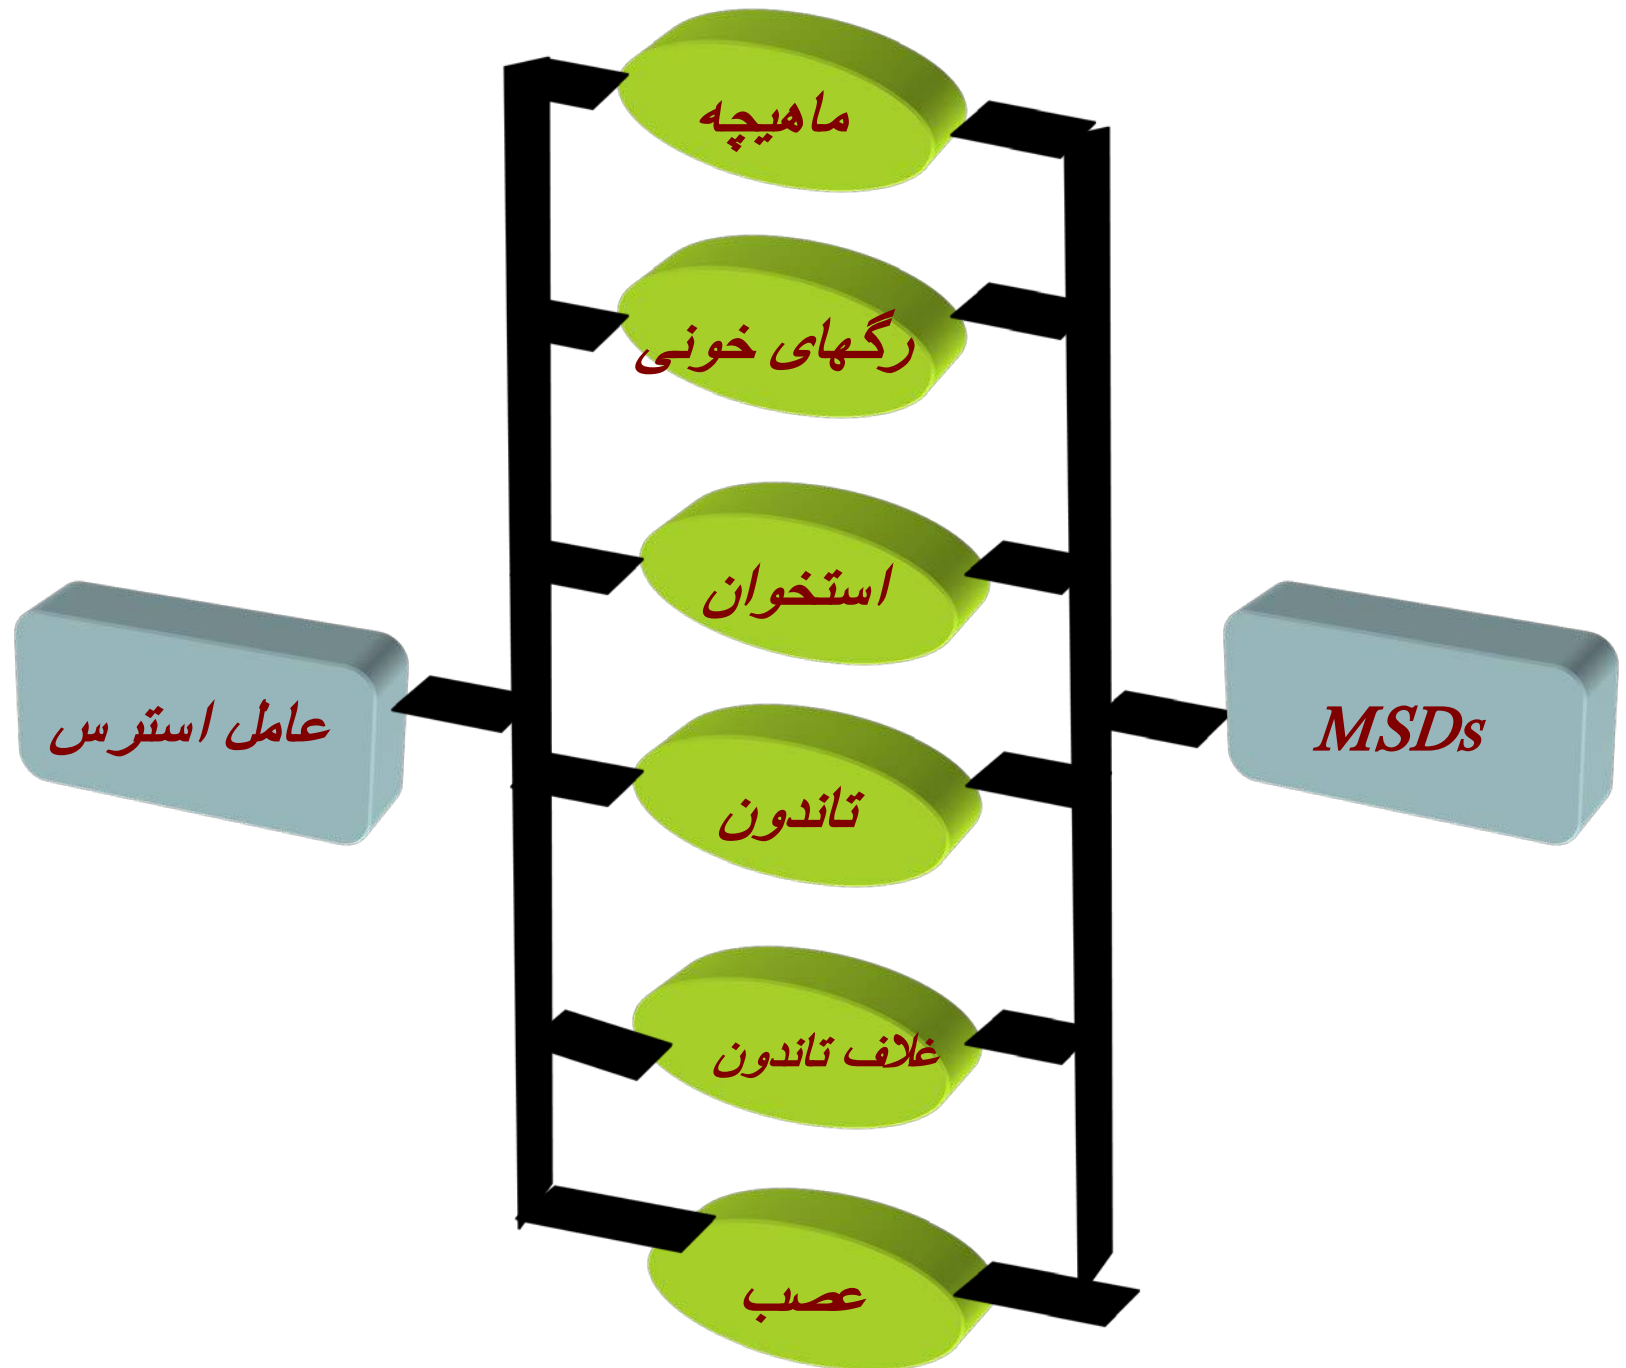 ماهیچه
رگهای خونی
استخوان
عامل استرس
MSDs
تاندون
غلاف تاندون
عصب